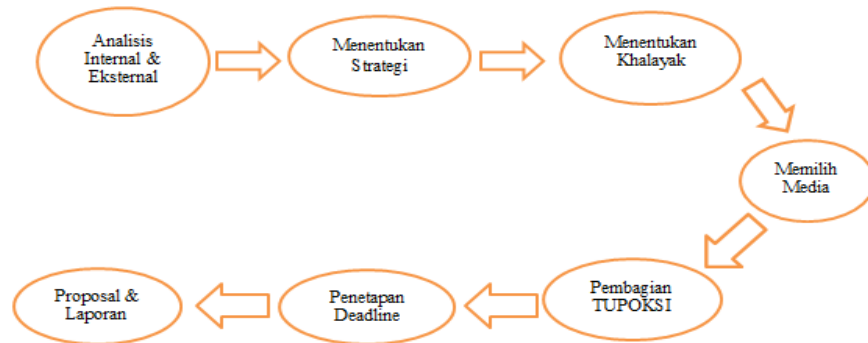 Analisis
Internal &
Eksternal
Menentukan
Strategi
Menentukan
Khalayak
Memilih
Media
Pembagian
TUPOKSI
Penetapan
Deadline
Proposal &
Laporan